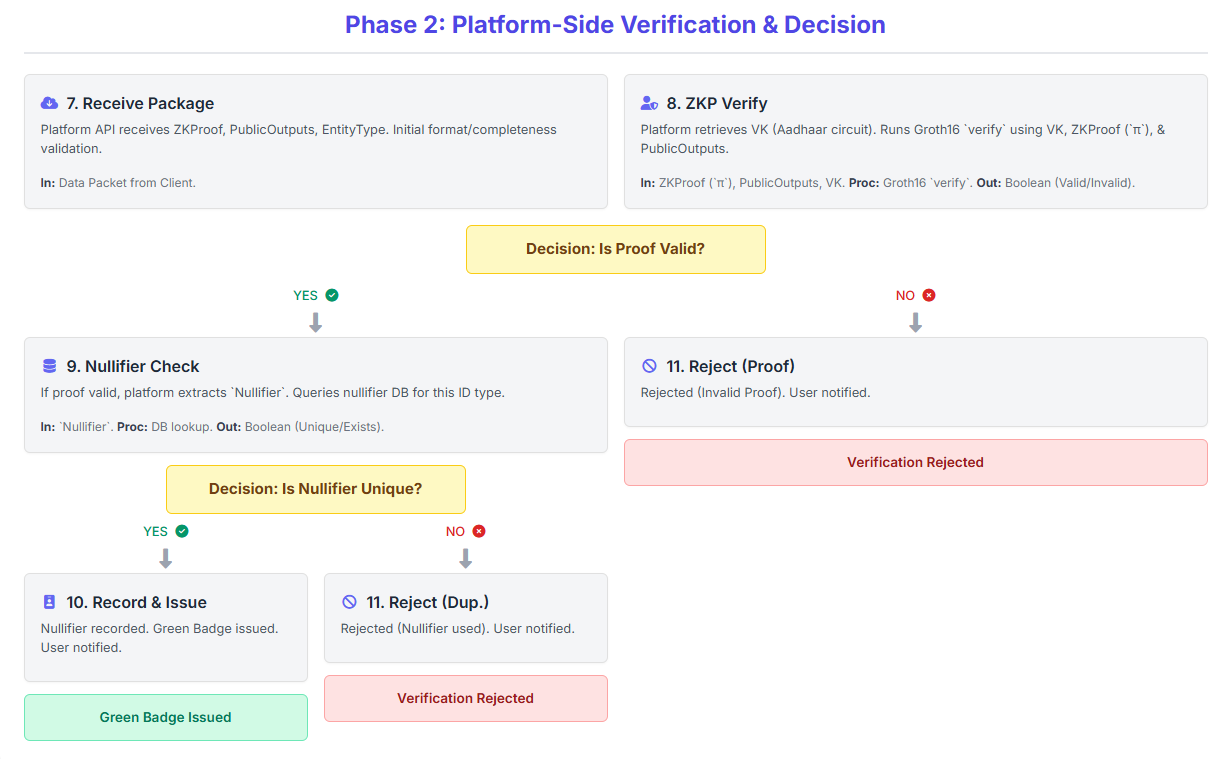 Phase 2: Platform-Side Verification & Decision
7. Receive Package
Platform API receives ZKProof, PublicOutputs, EntityType. Initial format/completeness
validation.
In: Data Packet from Client.
8. ZKP Verify
Platform retrieves VK (Aadhaar circuit). Runs Groth16 `verify` using VK, ZKProof (`π`), &
PublicOutputs.
In: ZKProof (`π`), PublicOutputs, VK. Proc: Groth16 `verify`. Out: Boolean (Valid/Invalid).
Decision: Is Proof Valid?
YES
NO
9. Nullifier Check
If proof valid, platform extracts `Nullifier`. Queries nullifier DB for this ID type.
In: `Nullifier`. Proc: DB lookup. Out: Boolean (Unique/Exists).
11. Reject (Proof)
Rejected (Invalid Proof). User notified.
Verification Rejected
Decision: Is Nullifier Unique?
YES
NO
10. Record & Issue
Nullifier recorded. Green Badge issued.
User notified.
Green Badge Issued
11. Reject (Dup.)
Rejected (Nullifier used). User notified.
Verification Rejected